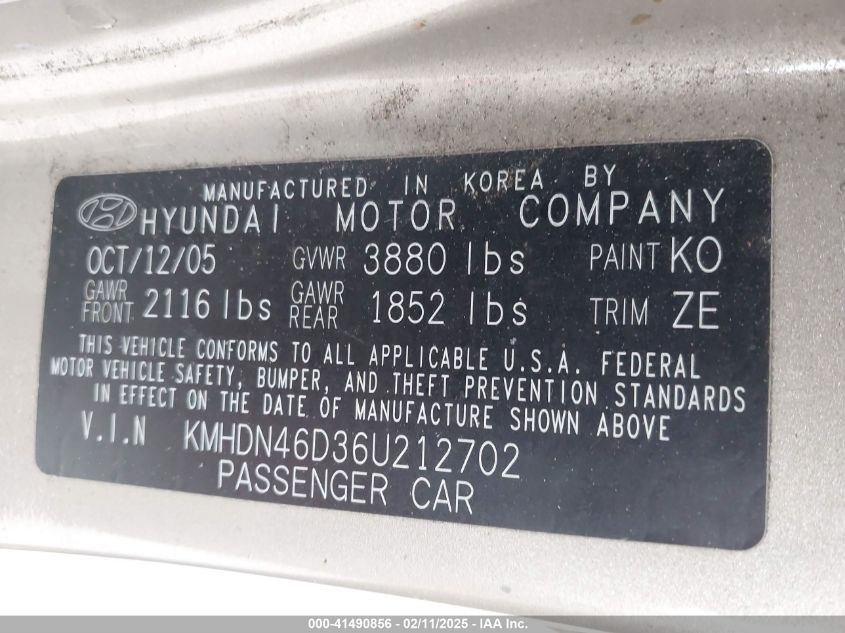 MANUFACTURED IN KOREA BY
HYUNDAI MOTOR COMPANY
OCT/12/05 GVWR 3880 lbs PAINT KO
GAWR FRONT 2116 lbs GAWR REAR 1852 lbs TRIM ZE
THIS VEHICLE CONFORMS TO ALL APPLICABLE U.S.A. FEDERAL
MOTOR VEHICLE SAFETY, BUMPER, AND THEFT PREVENTION STANDARDS
IN EFFECT ON THE DATE OF MANUFACTURE SHOWN ABOVE
V.I.N KMHDN46D36U212702
PASSENGER CAR
000-41490856 - 02/11/2025 - IAA Inc.